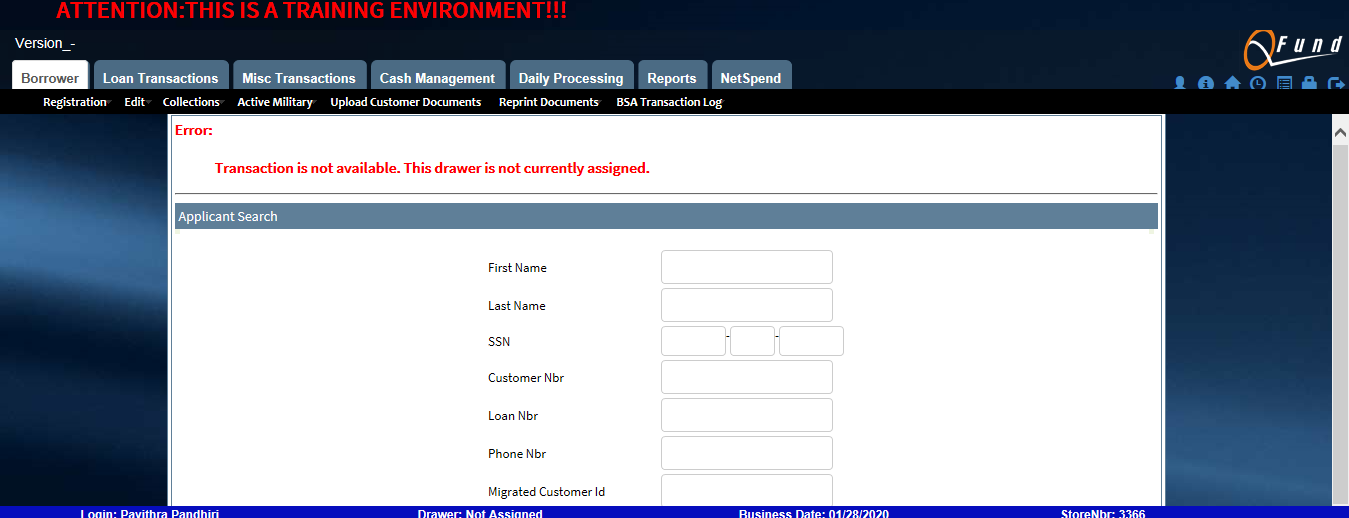 ATTENTION:THIS IS A TRAINING ENVIRONMENT!!!
Version_-
QFund
Borrower Loan Transactions Misc Transactions Cash Management Daily Processing Reports NetSpend
Registration Edit Collections Active Military Upload Customer Documents Reprint Documents BSA Transaction Log
Error:
Transaction is not available. This drawer is not currently assigned.
Applicant Search
First Name
Last Name
SSN - -
Customer Nbr
Loan Nbr
Phone Nbr
Migrated Customer Id
Login: Pavithra Pandhiri Drawer: Not Assigned Business Date: 01/28/2020 StoreNbr: 3366